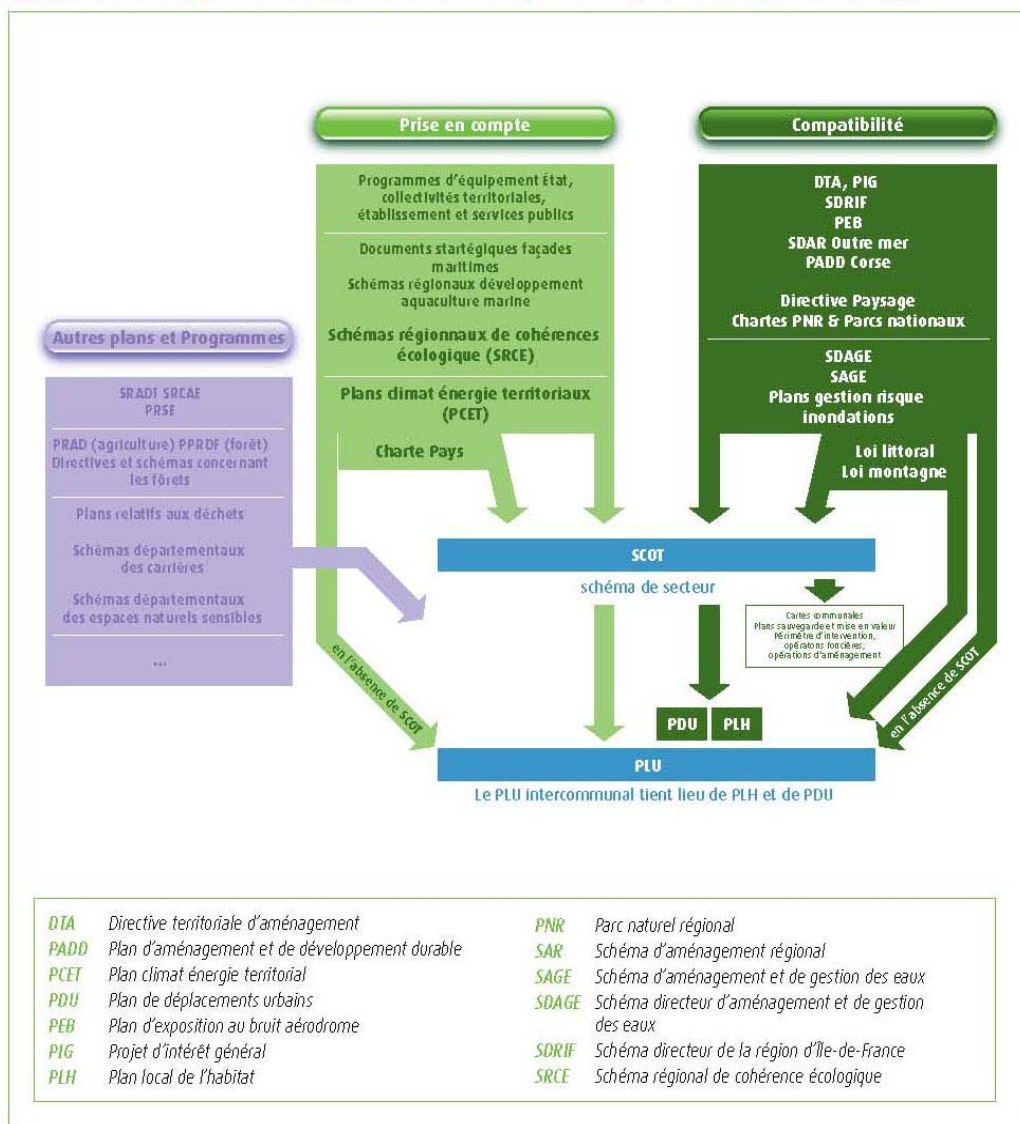 Prise en compte
Programmes d'équipement État,
collectivités territoriales,
établissement et services publics
Documents startégiques façades
maritimes
Schémas régionaux développement
aquaculture marine
Schémas régionnaux de cohérences
écologique (SRCE)
Plans climat énergie territoriaux
(PCET)
Charte Pays
Compatibilité
DTA, PIG
SDRIF
PEB
SDAR Outre mer
PADD Corse
Directive Paysage
Chartes PNR & Parcs nationaux
SDAGE
SAGE
Plans gestion risque
inondations
Loi littoral
Loi montagne
Autres plans et Programmes
SRADT SRCAE
PRSE
PRAD (agriculture) PPRDF (forêt)
Directives et schémas concernant
les fôrets
Plans relatifs aux déchets
Schémas départementaux
des carrières
Schémas départementaux
des espaces naturels sensibles
...
SCOT
schéma de secteur
Cartes communales
Plans sauvegarde et mise en valeur
Périmètre d'intervention,
opératons foncières,
opérations d'aménagement
en l'absence de SCOT
en l'absence de SCOT
PDU
PLH
PLU
Le PLU intercommunal tient lieu de PLH et de PDU
DTA Directive territoriale d'aménagement
PADD Plan d'aménagement et de développement durable
PCET Plan climat énergie territorial
PDU Plan de déplacements urbains
PEB Plan d'exposition au bruit aérodrome
PIG Projet d'intérêt général
PLH Plan local de l'habitat
PNR Parc naturel régional
SAR Schéma d'aménagement régional
SAGE Schéma d'aménagement et de gestion des eaux
SDAGE Schéma directeur d'aménagement et de gestion
des eaux
SDRIF Schéma directeur de la région d'Île-de-France
SRCE Schéma régional de cohérence écologique